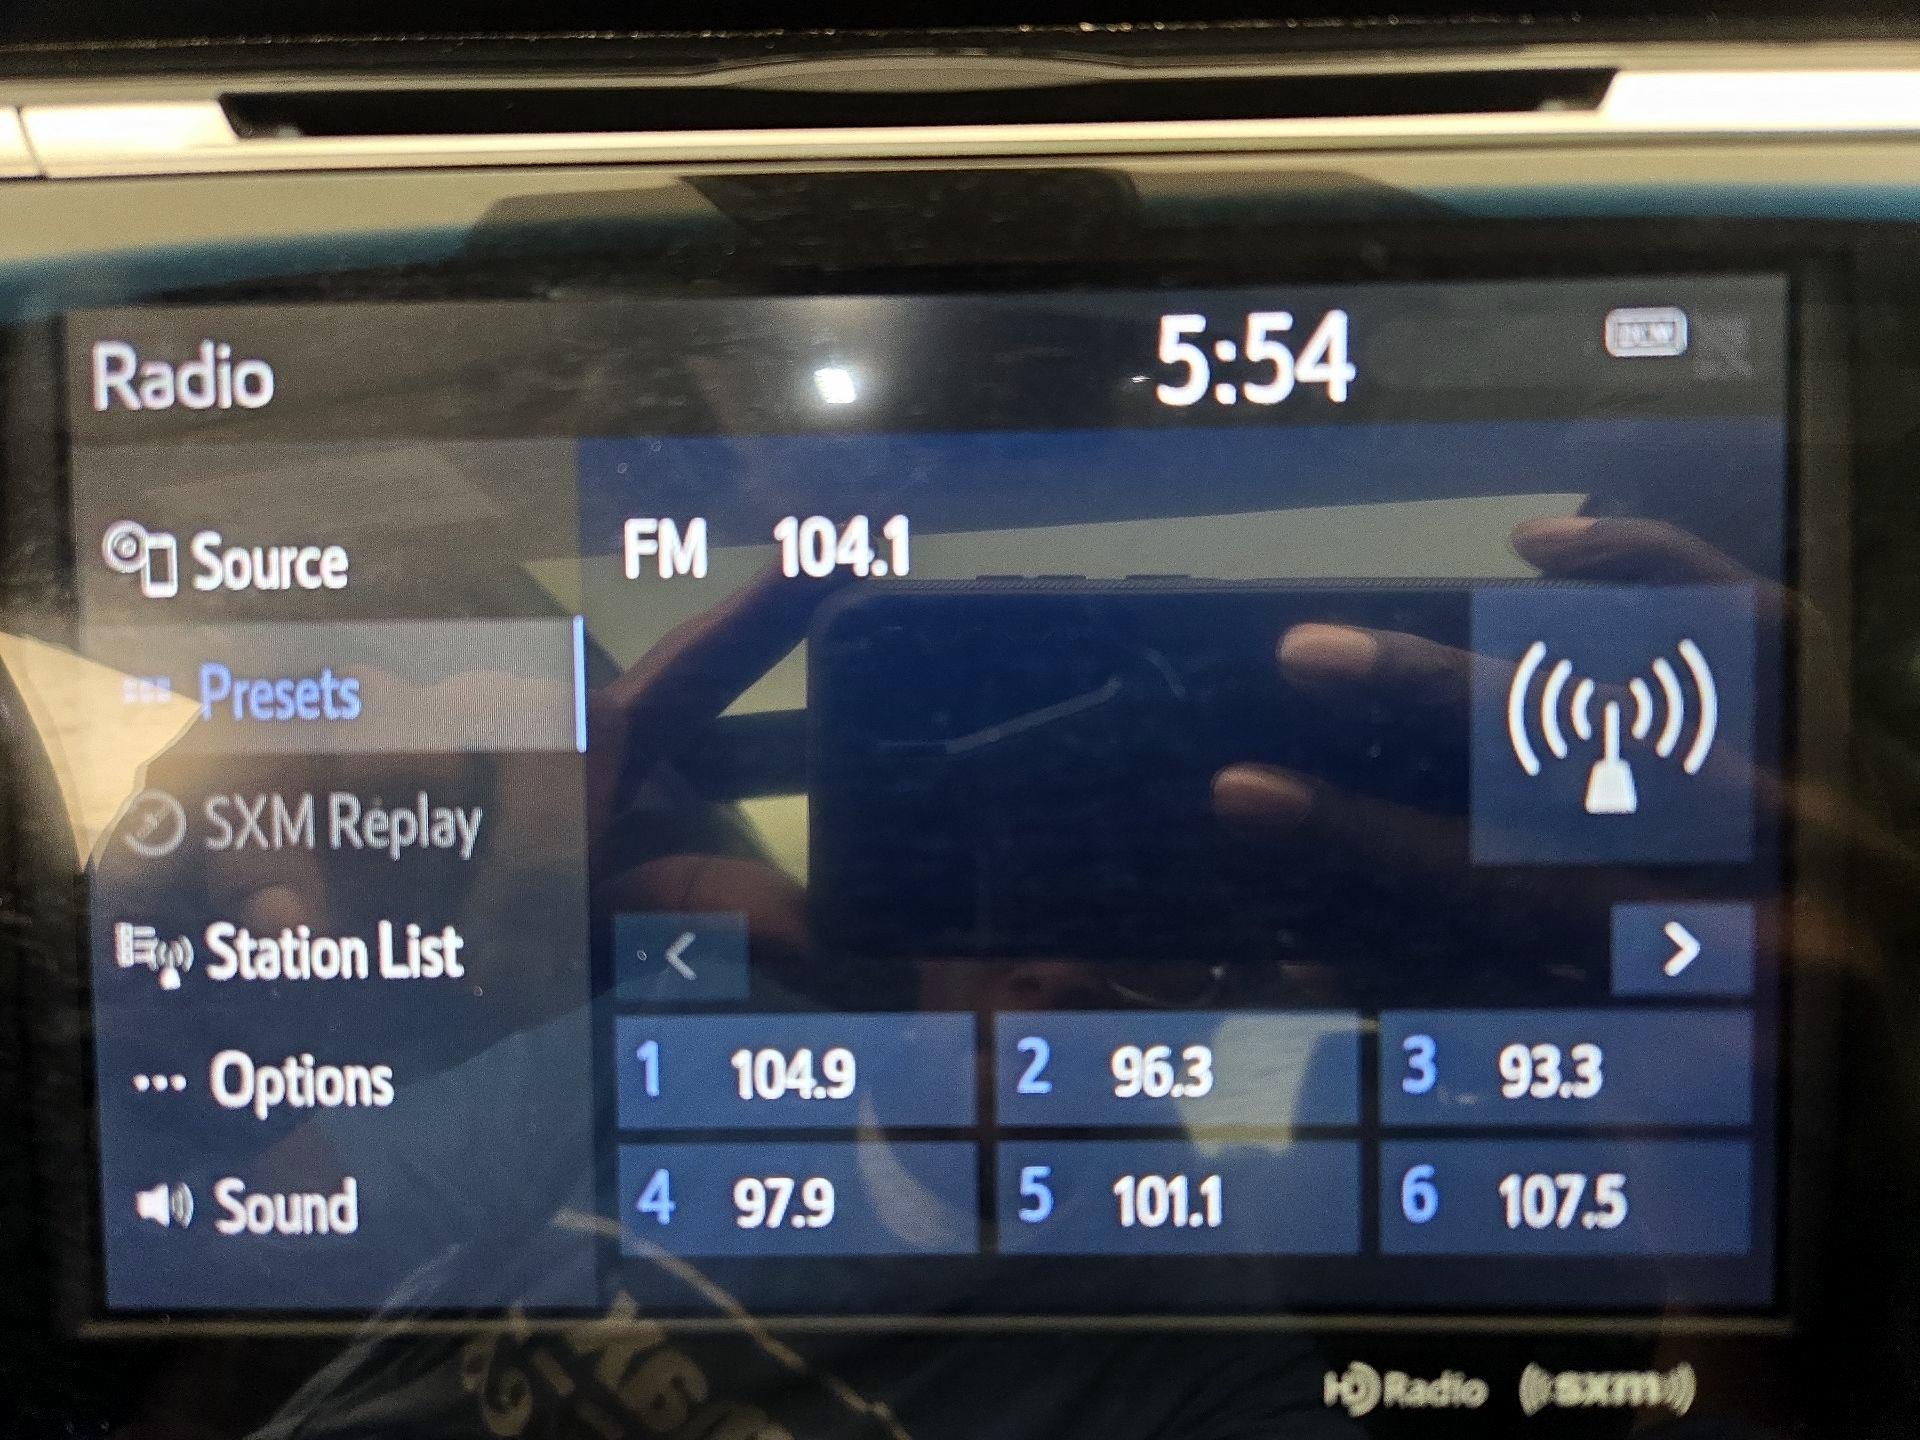 Radio
5:54
Source
FM 104.1
Presets
SXM Replay
Station List
Options
Sound
<
>
1 104.9
2 96.3
3 93.3
4 97.9
5 101.1
6 107.5
HD Radio
((SXM))